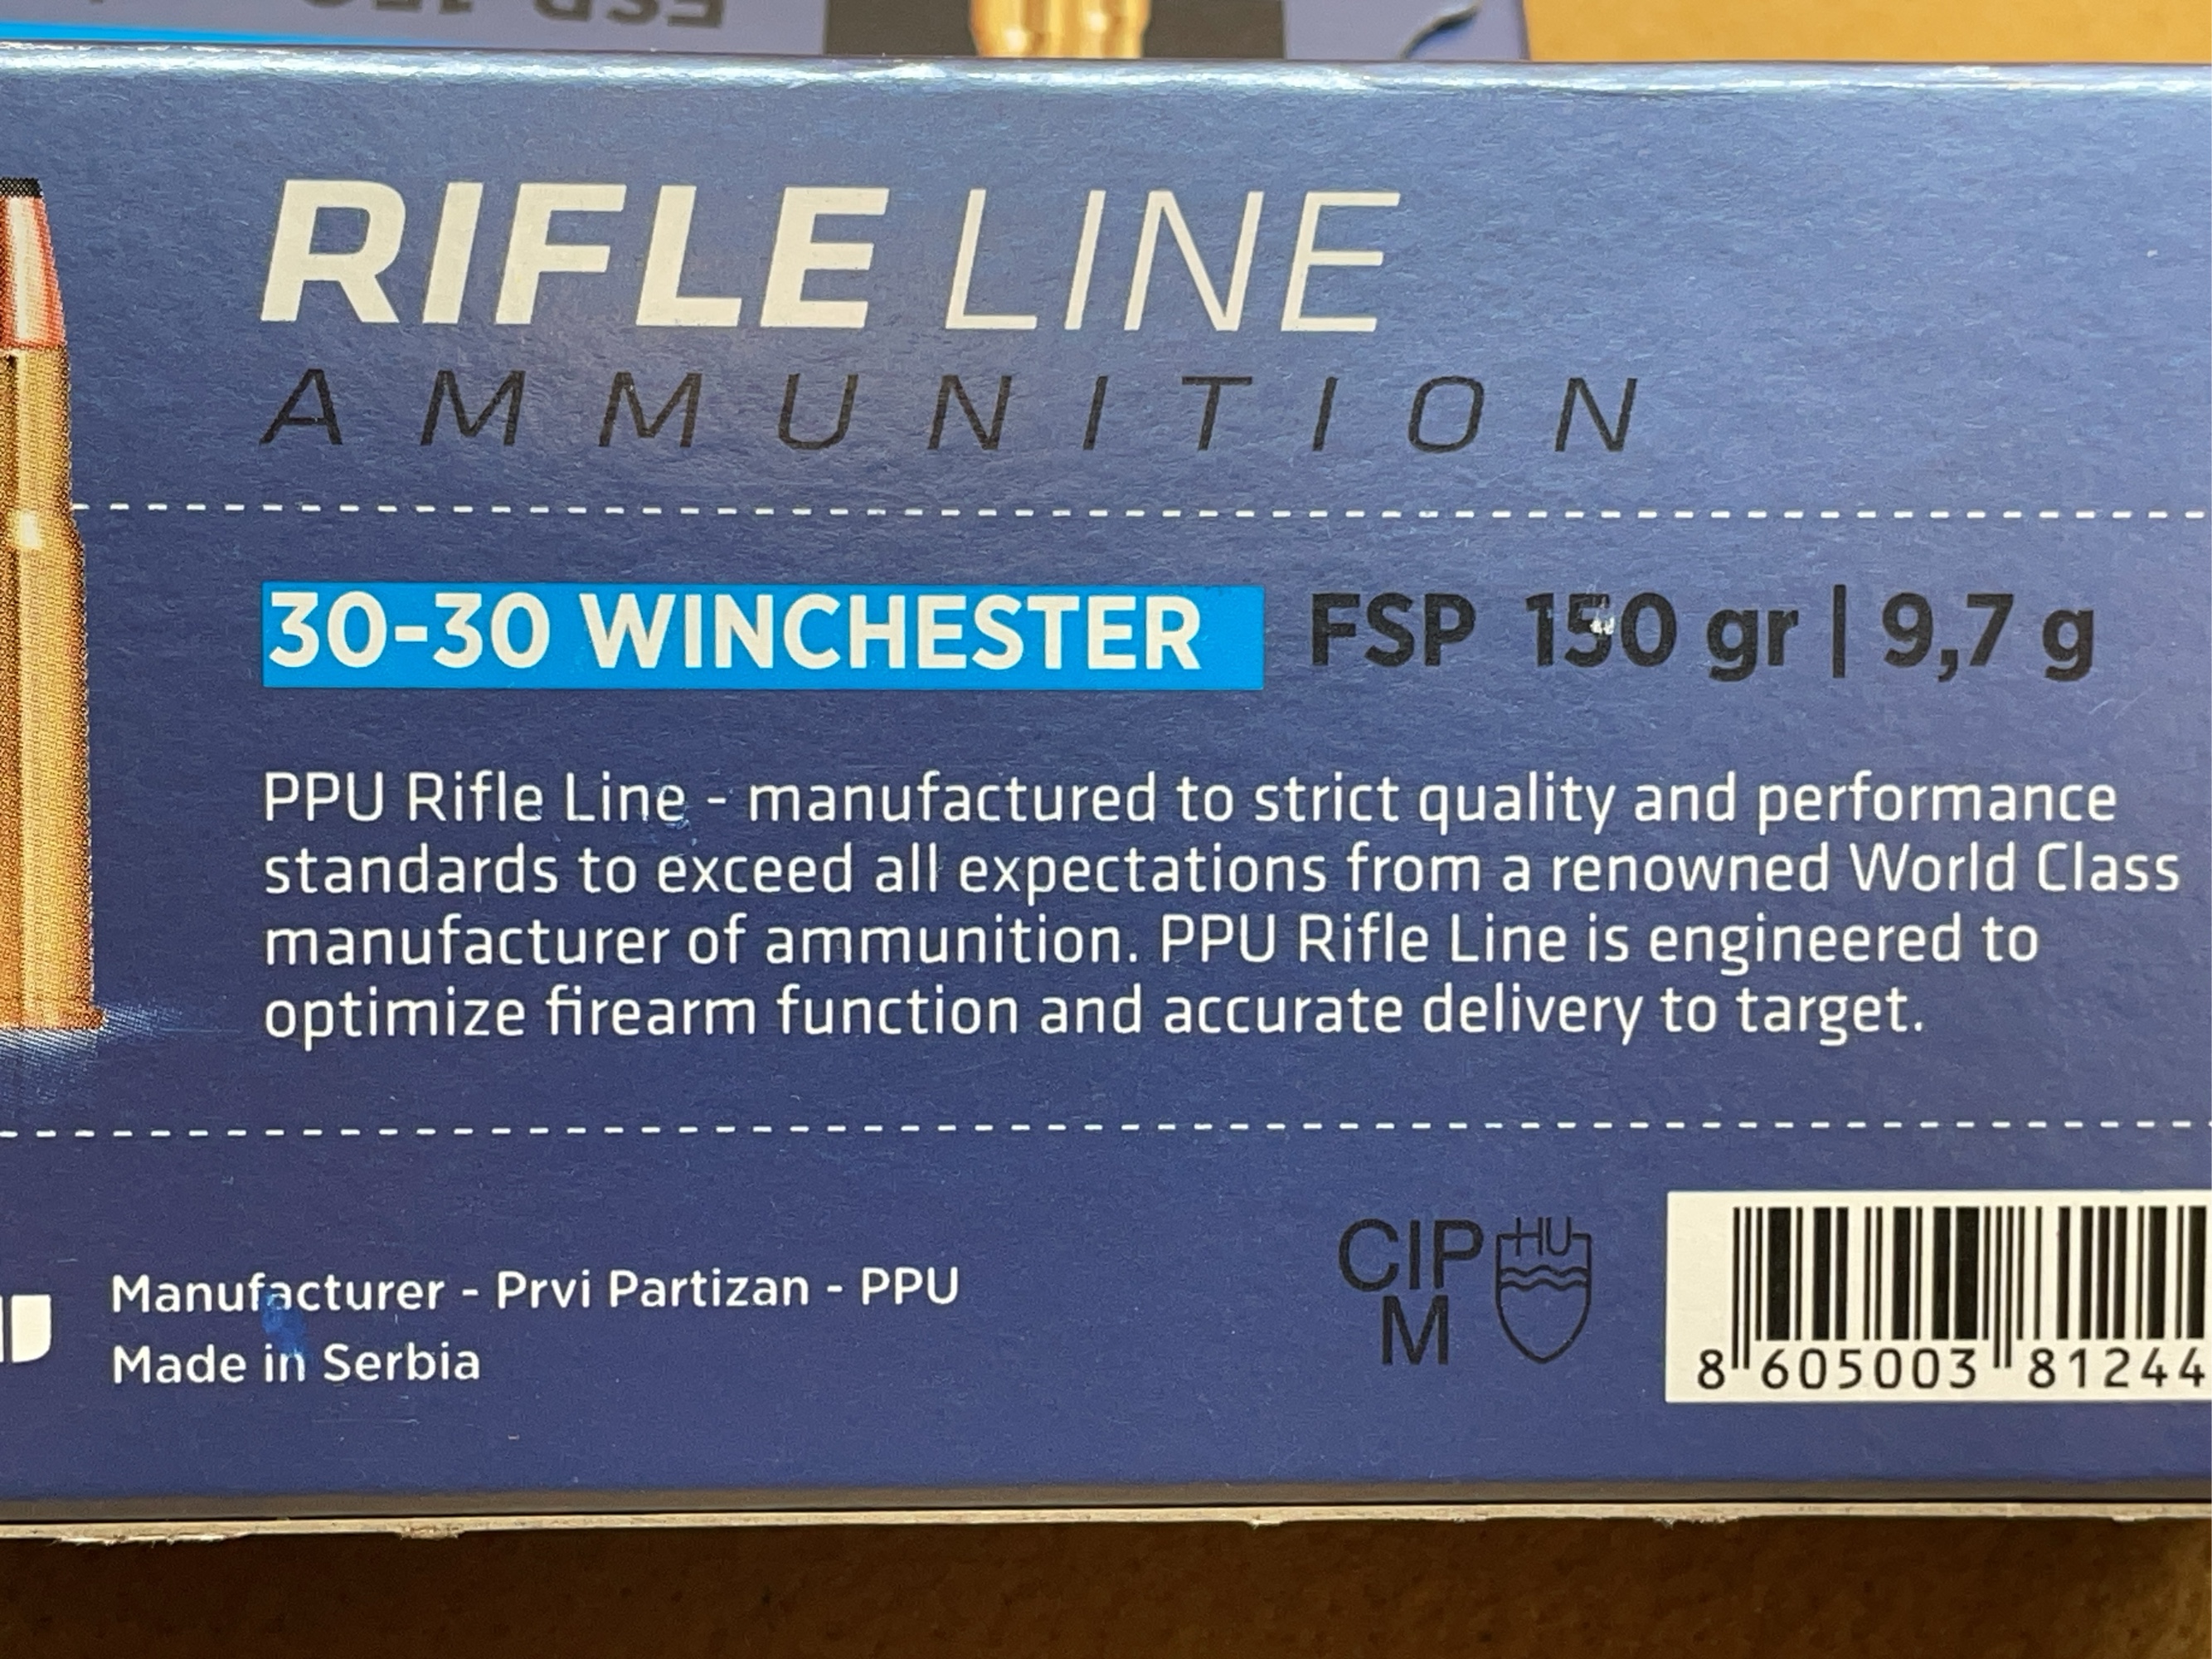 FSP 150
RIFLE LINE
AMMUNITION
30-30 WINCHESTER FSP 150 gr | 9,7 g
PPU Rifle Line - manufactured to strict quality and performance
standards to exceed all expectations from a renowned World Class
manufacturer of ammunition. PPU Rifle Line is engineered to
optimize firearm function and accurate delivery to target.
Manufacturer - Prvi Partizan - PPU
Made in Serbia
CIP
M
HU
8 605003 81244